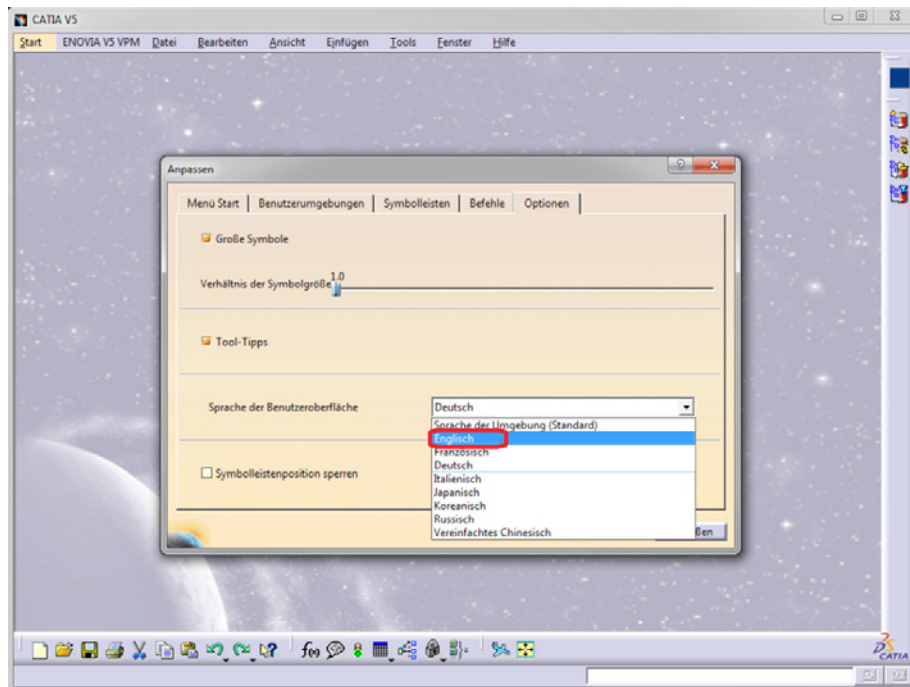 CATIA V5
Start ENOVIA V5 VPM Datei Bearbeiten Ansicht Einfügen Tools Fenster Hilfe
Anpassen
Menü Start Benutzerumgebungen Symbolleisten Befehle Optionen
Große Symbole
1.0
Verhältnis der Symbolgröße
Tool-Tipps
Sprache der Benutzeroberfläche Deutsch
Sprache der Umgebung (Standard)
Englisch
Französisch
Deutsch
Symbolleistenposition sperren
Italienisch
Japanisch
Koreanisch
Russisch
Vereinfachtes Chinesisch
ßen
f(x)
CATIA